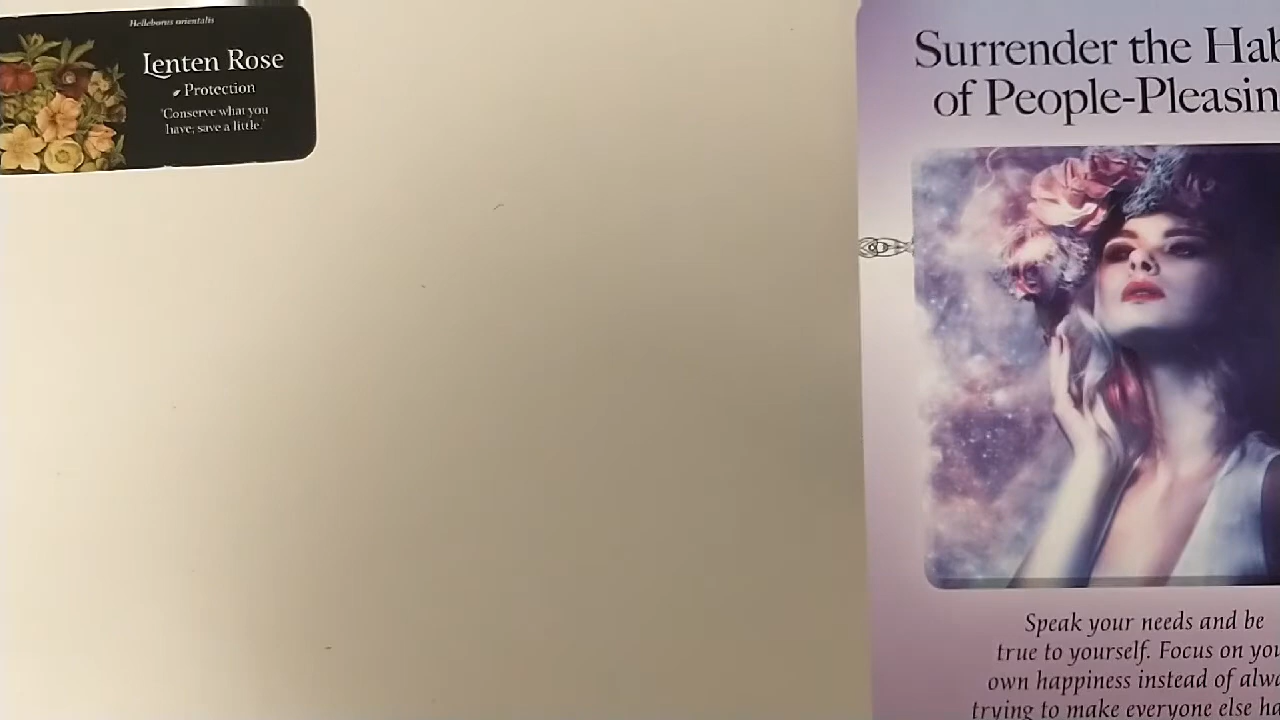 Hellebores orientalis
Lenten Rose
Protection
'Conserve what you
have, save a little.'
Surrender the Hab
of People-Pleasin
Speak your needs and be
true to yourself. Focus on you
own happiness instead of alwa
trying to make everyone else ha